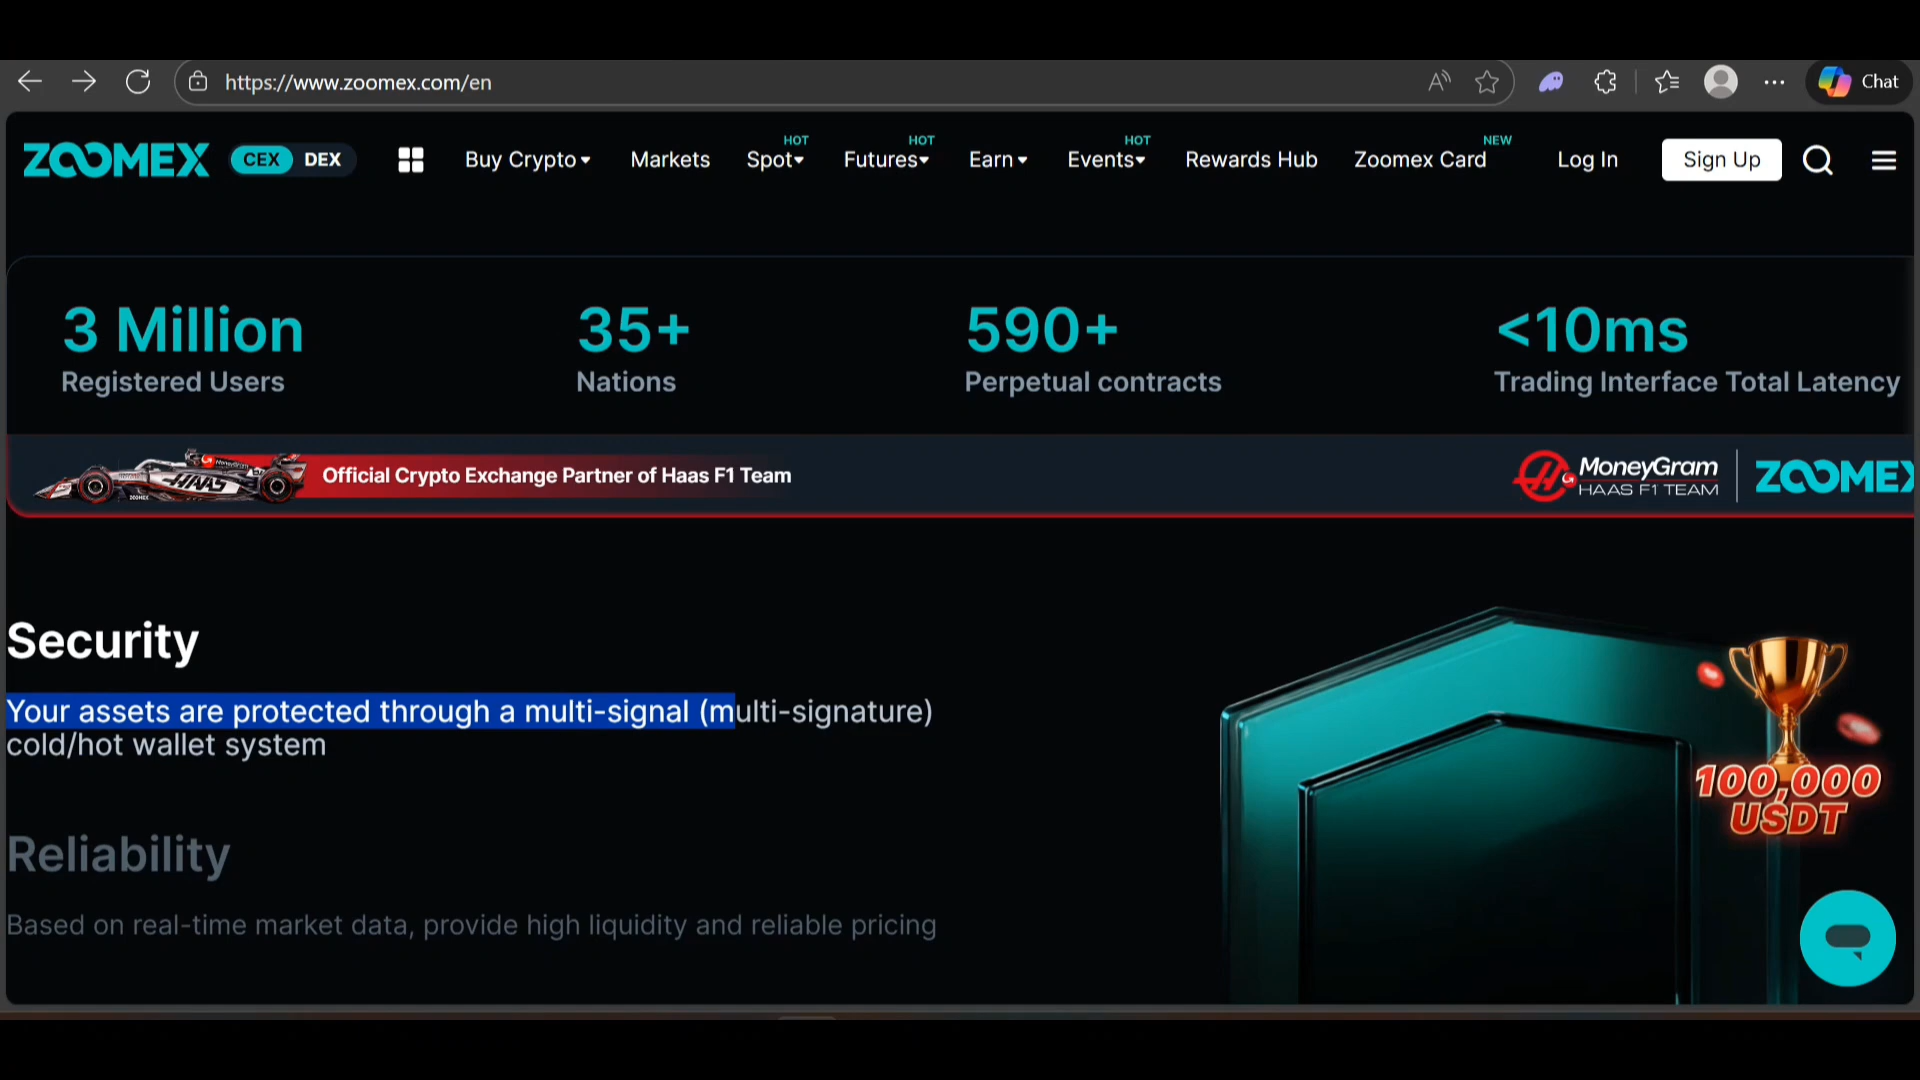 https://www.zoomex.com/en
Chat
ZOOMEX
CEX DEX
Buy Crypto
Markets
Spot
HOT
Futures
HOT
Earn
Events
HOT
Rewards Hub
Zoomex Card
NEW
Log In
Sign Up
3 Million
Registered Users
35+
Nations
590+
Perpetual contracts
<10ms
Trading Interface Total Latency
HAAS
MoneyGram
ZOOMEX
Official Crypto Exchange Partner of Haas F1 Team
MoneyGram
HAAS F1 TEAM
ZOOMEX
Security
Your assets are protected through a multi-signal (multi-signature)
cold/hot wallet system
100,000
USDT
Reliability
Based on real-time market data, provide high liquidity and reliable pricing